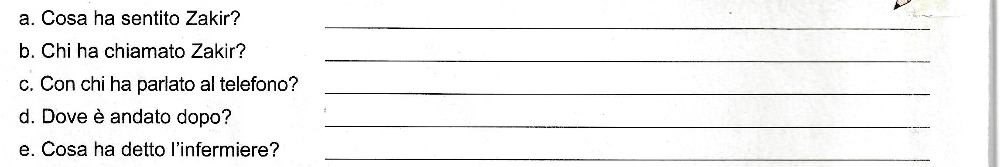 a. Cosa ha sentito Zakir?
b. Chi ha chiamato Zakir?
c. Con chi ha parlato al telefono?
d. Dove è andato dopo?
e. Cosa ha detto l'infermiere?